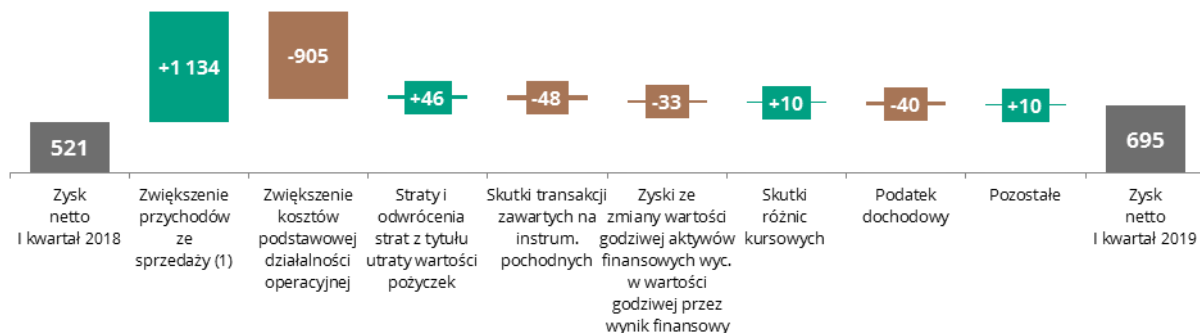 +1 134
-905
+46
-48
-33
+10
-40
+10
521
695
Zysk
netto
I kwartał 2018
Zwiększenie
przychodów
ze
sprzedaży (1)
Zwiększenie
kosztów
podstawowej
działalności
operacyjnej
Straty i
odwrócenia
strat z tytułu
utraty wartości
pożyczek
Skutki transakcji
zawartych na
instrum.
pochodnych
Zyski ze
zmiany wartości
godziwej aktywów
finansowych wyc.
w wartości
godziwej przez
wynik finansowy
Skutki
różnic
kursowych
Podatek
dochodowy
Pozostałe
Zysk
netto
I kwartał 2019